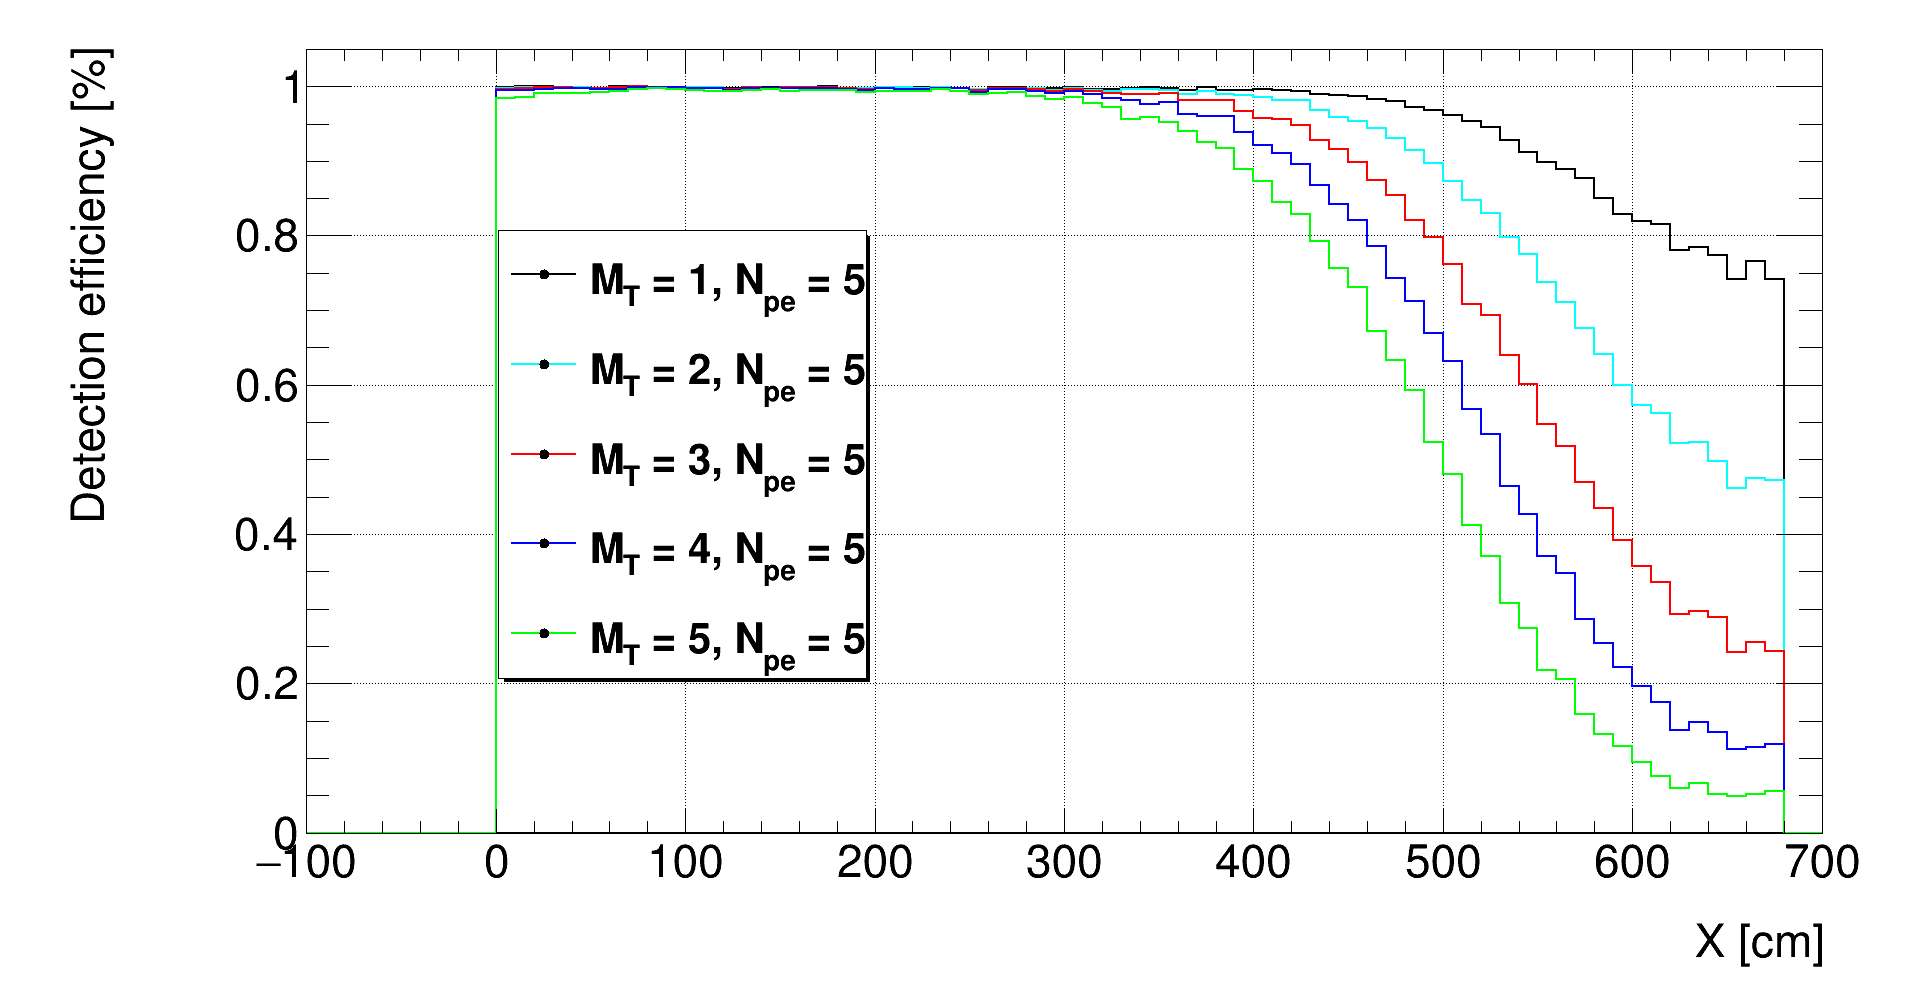 Detection efficiency [%]
1
0.8
0.6
0.4
0.2
0
M_T = 1, N_pe = 5
M_T = 2, N_pe = 5
M_T = 3, N_pe = 5
M_T = 4, N_pe = 5
M_T = 5, N_pe = 5
−100 0 100 200 300 400 500 600 700
X [cm]